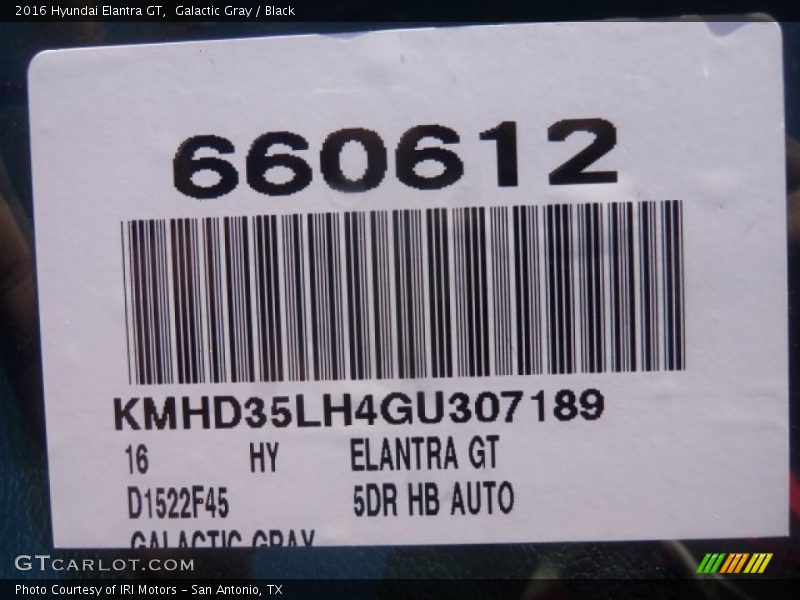 2016 Hyundai Elantra GT,  Galactic Gray / Black
660612
KMHD35LH4GU307189
16 HY ELANTRA GT
D1522F45 5DR HB AUTO
GALACTIC GRAY
GTCARLOT.COM
Photo Courtesy of IRI Motors - San Antonio, TX